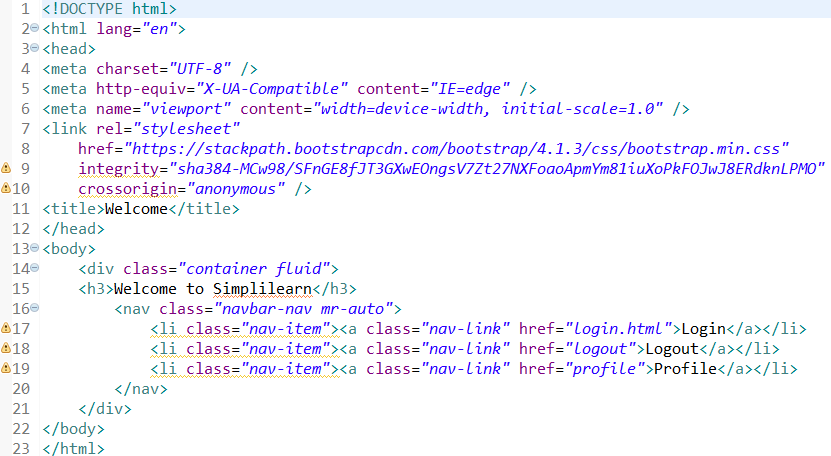 1 <!DOCTYPE html>
2 <html lang="en">
3 <head>
4 <meta charset="UTF-8" />
5 <meta http-equiv="X-UA-Compatible" content="IE=edge" />
6 <meta name="viewport" content="width=device-width, initial-scale=1.0" />
7 <link rel="stylesheet"
8     href="https://stackpath.bootstrapcdn.com/bootstrap/4.1.3/css/bootstrap.min.css"
9     integrity="sha384-MCw98/SFnGE8fJT3GXwEOngsV7Zt27NXFoaoApmYm81iuXoPkFOJwJ8ERdknLPMO"
10     crossorigin="anonymous" />
11 <title>Welcome</title>
12 </head>
13 <body>
14     <div class="container fluid">
15     <h3>Welcome to Simplilearn</h3>
16         <nav class="navbar-nav mr-auto">
17             <li class="nav-item"><a class="nav-link" href="login.html">Login</a></li>
18             <li class="nav-item"><a class="nav-link" href="logout">Logout</a></li>
19             <li class="nav-item"><a class="nav-link" href="profile">Profile</a></li>
20         </nav>
21     </div>
22 </body>
23 </html>